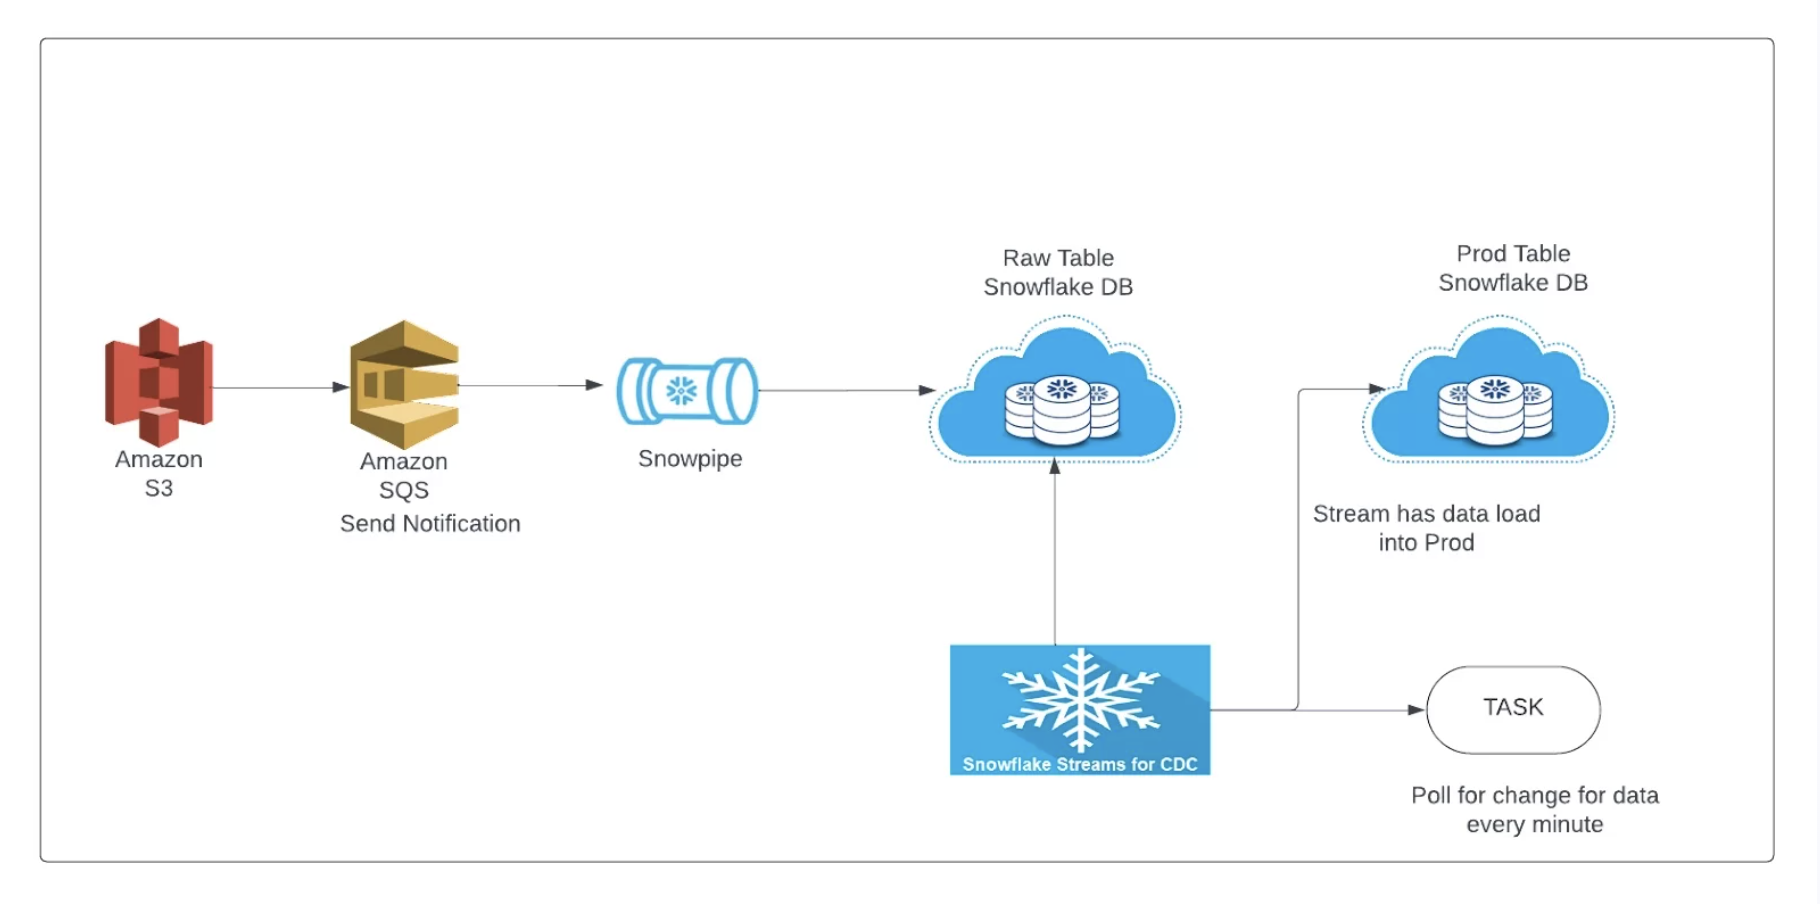 Raw Table
Snowflake DB
Prod Table
Snowflake DB
Amazon
S3
Amazon
SQS
Send Notification
Snowpipe
Stream has data load
into Prod
Snowflake Streams for CDC
TASK
Poll for change for data
every minute